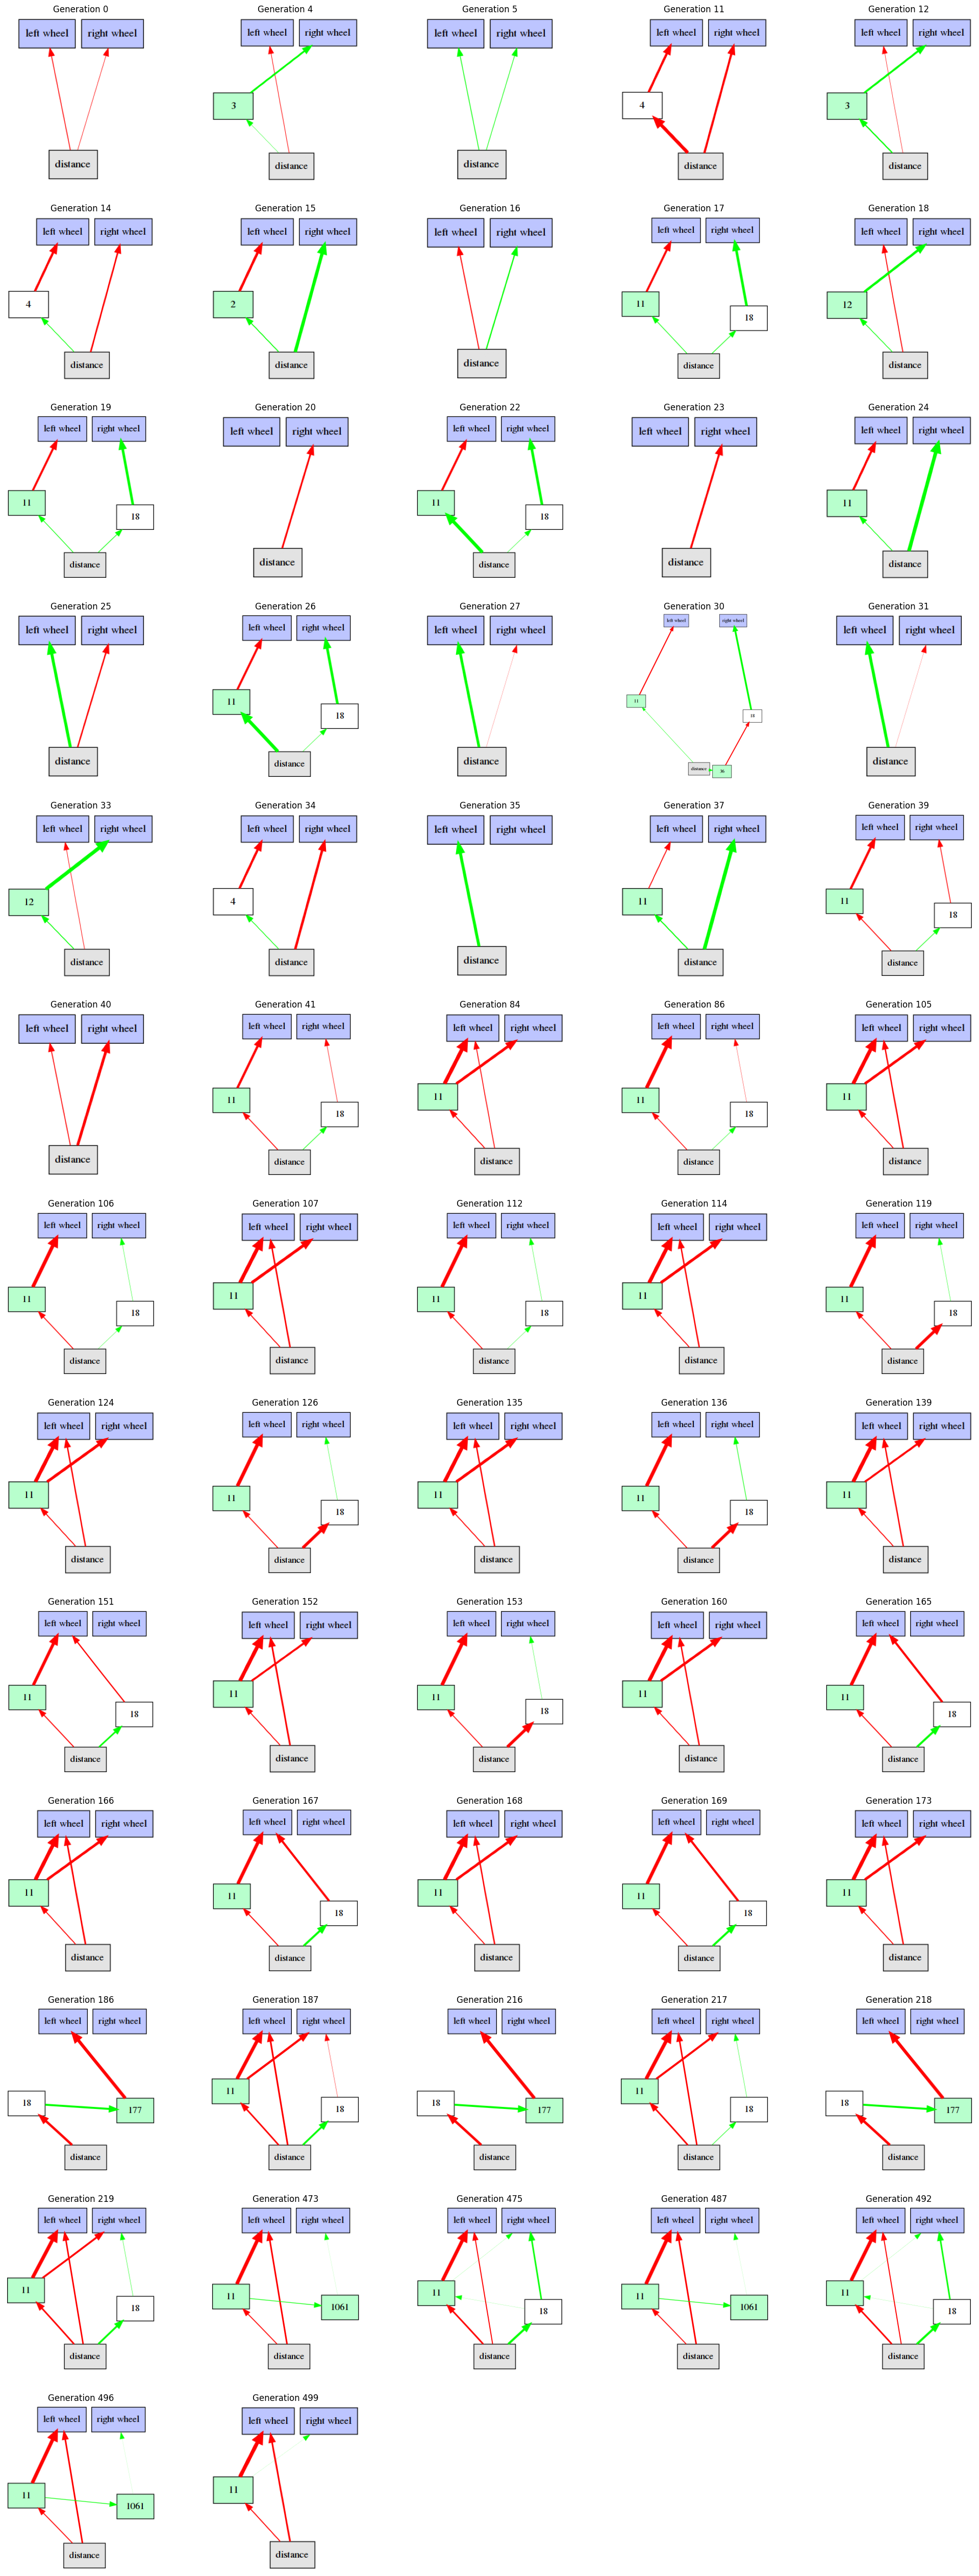 Generation 0
left wheel
right wheel
distance
Generation 4
left wheel
right wheel
3
distance
Generation 5
left wheel
right wheel
distance
Generation 11
left wheel
right wheel
4
distance
Generation 12
left wheel
right wheel
3
distance
Generation 14
left wheel
right wheel
4
distance
Generation 15
left wheel
right wheel
2
distance
Generation 16
left wheel
right wheel
distance
Generation 17
left wheel
right wheel
11
18
distance
Generation 18
left wheel
right wheel
12
distance
Generation 19
left wheel
right wheel
11
18
distance
Generation 20
left wheel
right wheel
distance
Generation 22
left wheel
right wheel
11
18
distance
Generation 23
left wheel
right wheel
distance
Generation 24
left wheel
right wheel
11
distance
Generation 25
left wheel
right wheel
distance
Generation 26
left wheel
right wheel
11
18
distance
Generation 27
left wheel
right wheel
distance
Generation 30
left wheel
right wheel
11
18
distance
36
Generation 31
left wheel
right wheel
distance
Generation 33
left wheel
right wheel
12
distance
Generation 34
left wheel
right wheel
4
distance
Generation 35
left wheel
right wheel
distance
Generation 37
left wheel
right wheel
11
distance
Generation 39
left wheel
right wheel
11
18
distance
Generation 40
left wheel
right wheel
distance
Generation 41
left wheel
right wheel
11
18
distance
Generation 84
left wheel
right wheel
11
distance
Generation 86
left wheel
right wheel
11
18
distance
Generation 105
left wheel
right wheel
11
distance
Generation 106
left wheel
right wheel
11
18
distance
Generation 107
left wheel
right wheel
11
distance
Generation 112
left wheel
right wheel
11
18
distance
Generation 114
left wheel
right wheel
11
distance
Generation 119
left wheel
right wheel
11
18
distance
Generation 124
left wheel
right wheel
11
distance
Generation 126
left wheel
right wheel
11
18
distance
Generation 135
left wheel
right wheel
11
distance
Generation 136
left wheel
right wheel
11
18
distance
Generation 139
left wheel
right wheel
11
distance
Generation 151
left wheel
right wheel
11
18
distance
Generation 152
left wheel
right wheel
11
distance
Generation 153
left wheel
right wheel
11
18
distance
Generation 160
left wheel
right wheel
11
distance
Generation 165
left wheel
right wheel
11
18
distance
Generation 166
left wheel
right wheel
11
distance
Generation 167
left wheel
right wheel
11
18
distance
Generation 168
left wheel
right wheel
11
distance
Generation 169
left wheel
right wheel
11
18
distance
Generation 173
left wheel
right wheel
11
distance
Generation 186
left wheel
right wheel
18
177
distance
Generation 187
left wheel
right wheel
11
18
distance
Generation 216
left wheel
right wheel
18
177
distance
Generation 217
left wheel
right wheel
11
18
distance
Generation 218
left wheel
right wheel
18
177
distance
Generation 219
left wheel
right wheel
11
18
distance
Generation 473
left wheel
right wheel
11
1061
distance
Generation 475
left wheel
right wheel
11
18
distance
Generation 487
left wheel
right wheel
11
1061
distance
Generation 492
left wheel
right wheel
11
18
distance
Generation 496
left wheel
right wheel
11
1061
distance
Generation 499
left wheel
right wheel
11
distance